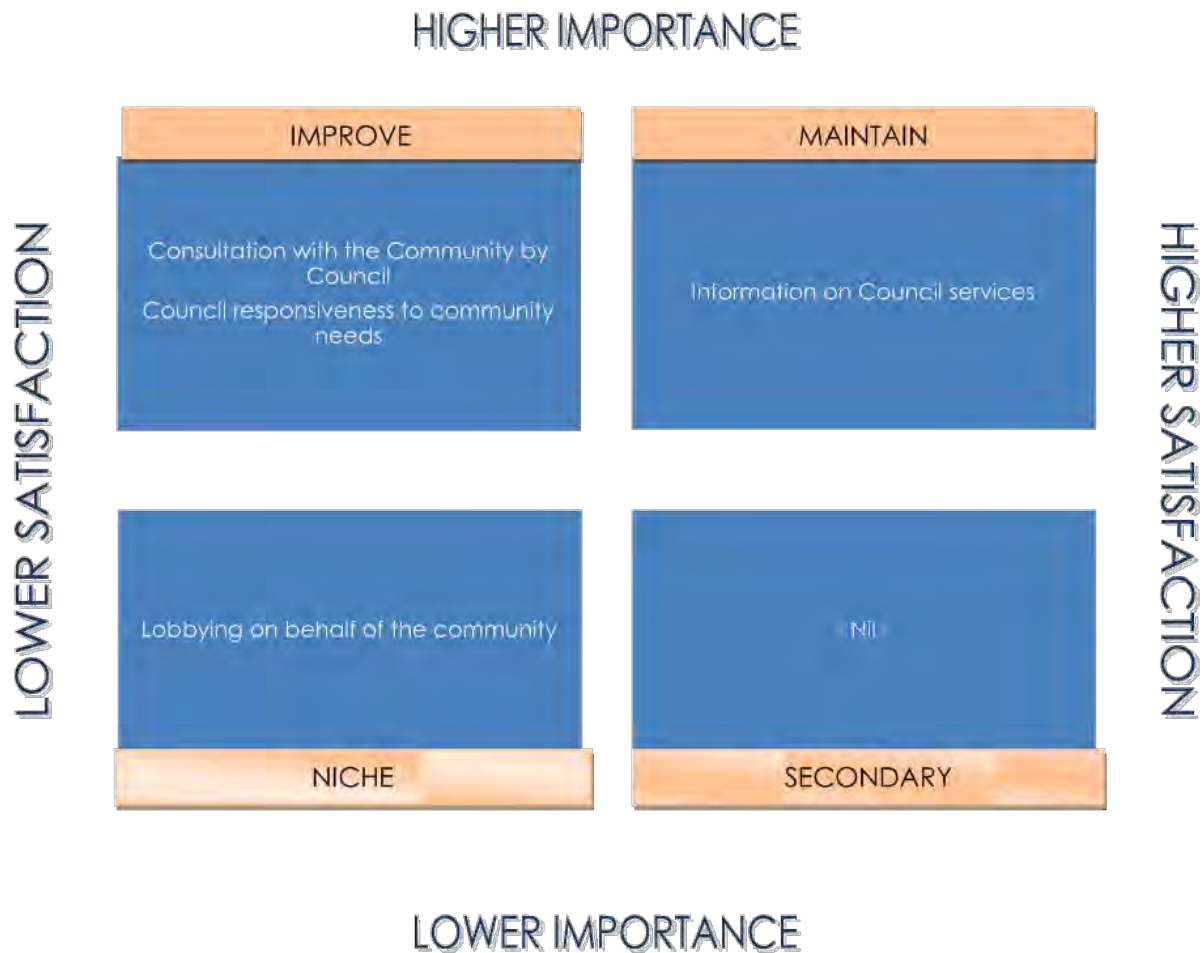 HIGHER IMPORTANCE
IMPROVE
MAINTAIN
Consultation with the Community by
Council
Council responsiveness to community
needs
Information on Council services
LOWER SATISFACTION
HIGHER SATISFACTION
Lobbying on behalf of the community
Nil
NICHE
SECONDARY
LOWER IMPORTANCE